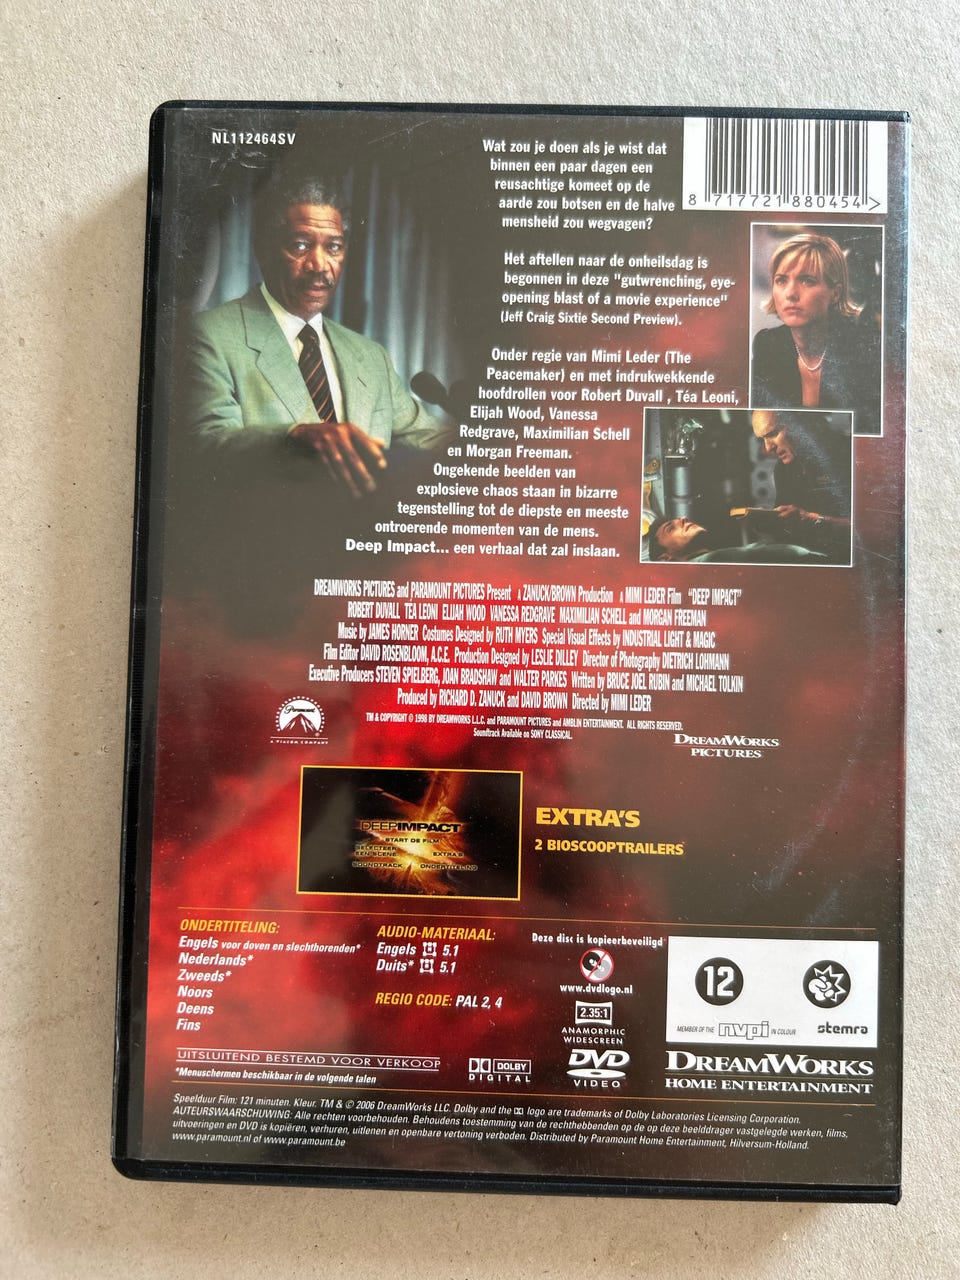 NL112464SV
Wat zou je doen als je wist dat
binnen een paar dagen een
reusachtige komeet op de
aarde zou botsen en de halve
mensheid zou wegvagen?
8 717721 880454 >
Het aftellen naar de onheilsdag is
begonnen in deze "gutwrenching, eye-
opening blast of a movie experience"
(Jeff Craig Sixtie Second Preview).
Onder regie van Mimi Leder (The
Peacemaker) en met indrukwekkende
hoofdrollen voor Robert Duvall , Téa Leoni,
Elijah Wood, Vanessa
Redgrave, Maximilian Schell
en Morgan Freeman.
Ongekende beelden van
explosieve chaos staan in bizarre
tegenstelling tot de diepste en meeste
ontroerende momenten van de mens.
Deep Impact... een verhaal dat zal inslaan.
DREAMWORKS PICTURES and PARAMOUNT PICTURES Present A ZANUCK/BROWN Production A MIMI LEDER Film "DEEP IMPACT"
ROBERT DUVALL TÉA LEONI ELIJAH WOOD VANESSA REDGRAVE MAXIMILIAN SCHELL and MORGAN FREEMAN
Music by JAMES HORNER Costumes Designed by RUTH MYERS Special Visual Effects by INDUSTRIAL LIGHT & MAGIC
Film Editor DAVID ROSENBLOOM, A.C.E. Production Designed by LESLIE DILLEY Director of Photography DIETRICH LOHMANN
Executive Producers STEVEN SPIELBERG, JOAN BRADSHAW and WALTER PARKES Written by BRUCE JOEL RUBIN and MICHAEL TOLKIN
Produced by RICHARD D. ZANUCK and DAVID BROWN Directed by MIMI LEDER
TM & COPYRIGHT © 1998 BY DREAMWORKS L.L.C. and PARAMOUNT PICTURES and AMBLIN ENTERTAINMENT. ALL RIGHTS RESERVED.
Soundtrack Available on SONY CLASSICAL.
Paramount
A VIACOM COMPANY
DREAMWORKS
PICTURES
DEEP IMPACT
START DE FILM
SELECTEER
EEN SCENE
EXTRA'S
SOUNDTRACK
ONDERTITELING
EXTRA'S
2 BIOSCOOPTRAILERS
ONDERTITELING:
Engels voor doven en slechthorenden*
Nederlands*
Zweeds*
Noors
Deens
Fins
AUDIO-MATERIAAL:
Engels 5.1
Duits* 5.1
REGIO CODE: PAL 2, 4
Deze disc is kopieerbeveiligd
www.dvdlogo.nl
2.35:1
ANAMORPHIC
WIDESCREEN
DVD
VIDEO
12
MEMBER OF THE nvpi IN COLOUR
stemra
DREAMWORKS
HOME ENTERTAINMENT
UITSLUITEND BESTEMD VOOR VERKOOP
*Menuschermen beschikbaar in de volgende talen
DOLBY
DIGITAL
Speelduur Film: 121 minuten. Kleur. TM & © 2006 DreamWorks LLC. Dolby and the DD logo are trademarks of Dolby Laboratories Licensing Corporation.
AUTEURSWAARSCHUWING: Alle rechten voorbehouden. Behoudens toestemming van de rechthebbenden op de op deze beelddrager vastgelegde werken, films,
uitvoeringen en DVD is kopiëren, verhuren, uitlenen en openbare vertoning verboden. Distributed by Paramount Home Entertainment, Hilversum-Holland.
www.paramount.nl of www.paramount.be